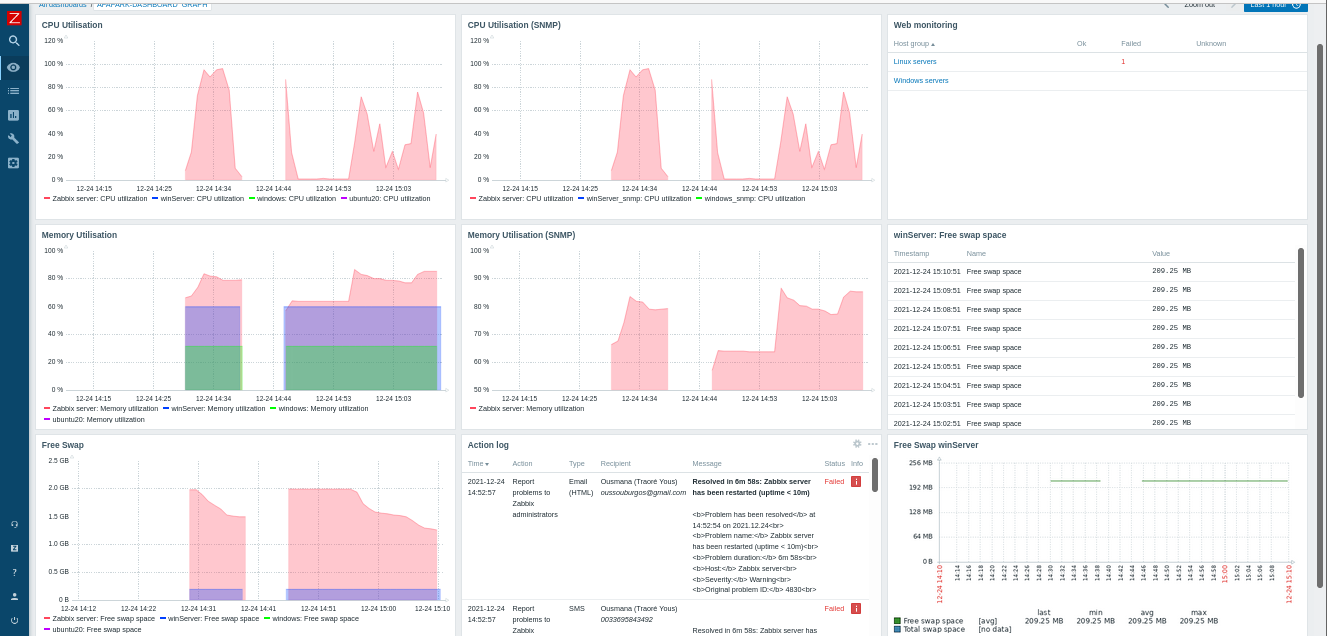 All dashboards / APAPARK-DASHBOARD GRAPH
Zoom out
Last 1 hour
CPU Utilisation
120 %
100 %
80 %
60 %
40 %
20 %
0 %
12-24 14:15 12-24 14:25 12-24 14:34 12-24 14:44 12-24 14:53 12-24 15:03
Zabbix server: CPU utilization winServer: CPU utilization windows: CPU utilization ubuntu20: CPU utilization
CPU Utilisation (SNMP)
120 %
100 %
80 %
60 %
40 %
20 %
0 %
12-24 14:15 12-24 14:25 12-24 14:34 12-24 14:44 12-24 14:53 12-24 15:03
Zabbix server: CPU utilization winServer_snmp: CPU utilization windows_snmp: CPU utilization
Web monitoring
Host group Ok Failed Unknown
Linux servers 1
Windows servers
Memory Utilisation
100 %
80 %
60 %
40 %
20 %
0 %
12-24 14:15 12-24 14:25 12-24 14:34 12-24 14:44 12-24 14:53 12-24 15:03
Zabbix server: Memory utilization winServer: Memory utilization windows: Memory utilization
ubuntu20: Memory utilization
Memory Utilisation (SNMP)
100 %
90 %
80 %
70 %
60 %
50 %
12-24 14:15 12-24 14:25 12-24 14:34 12-24 14:44 12-24 14:53 12-24 15:03
Zabbix server: Memory utilization
winServer: Free swap space
Timestamp Name Value
2021-12-24 15:10:51 Free swap space 209.25 MB
2021-12-24 15:09:51 Free swap space 209.25 MB
2021-12-24 15:08:51 Free swap space 209.25 MB
2021-12-24 15:07:51 Free swap space 209.25 MB
2021-12-24 15:06:51 Free swap space 209.25 MB
2021-12-24 15:05:51 Free swap space 209.25 MB
2021-12-24 15:04:51 Free swap space 209.25 MB
2021-12-24 15:03:51 Free swap space 209.25 MB
2021-12-24 15:02:51 Free swap space 209.25 MB
Free Swap
2.5 GB
2.0 GB
1.5 GB
1.0 GB
0.5 GB
0 B
12-24 14:12 12-24 14:22 12-24 14:31 12-24 14:41 12-24 14:51 12-24 15:00 12-24 15:10
Zabbix server: Free swap space winServer: Free swap space windows: Free swap space
ubuntu20: Free swap space
Action log
Time Action Type Recipient Message Status Info
2021-12-24 Report Email Ousmana (Traoré Yous) Resolved in 6m 58s: Zabbix server Failed
14:52:57 problems to (HTML) oussouburgos@gmail.com has been restarted (uptime < 10m)
Zabbix
administrators <b>Problem has been resolved</b> at
14:52:54 on 2021.12.24<br>
<b>Problem name:</b> Zabbix server
has been restarted (uptime < 10m)<br>
<b>Problem duration:</b> 6m 58s<br>
<b>Host:</b> Zabbix server<br>
<b>Severity:</b> Warning<br>
<b>Original problem ID:</b> 4830<br>
2021-12-24 Report SMS Ousmana (Traoré Yous) Failed
14:52:57 problems to 0033695843492
Zabbix Resolved in 6m 58s: Zabbix server has
Free Swap winServer
256 MB
192 MB
128 MB
64 MB
0 B
12-24 14:10 14:14 14:16 14:18 14:20 14:22 14:24 14:26 14:28 14:30 14:32 14:34 14:36 14:38 14:40 14:42 14:44 14:46 14:48 14:50 14:52 14:54 14:56 14:58 15:00 15:02 15:04 15:06 15:08 12-24 15:10
last min avg max
Free swap space [avg] 209.25 MB 209.25 MB 209.25 MB 209.25 MB
Total swap space [no data]